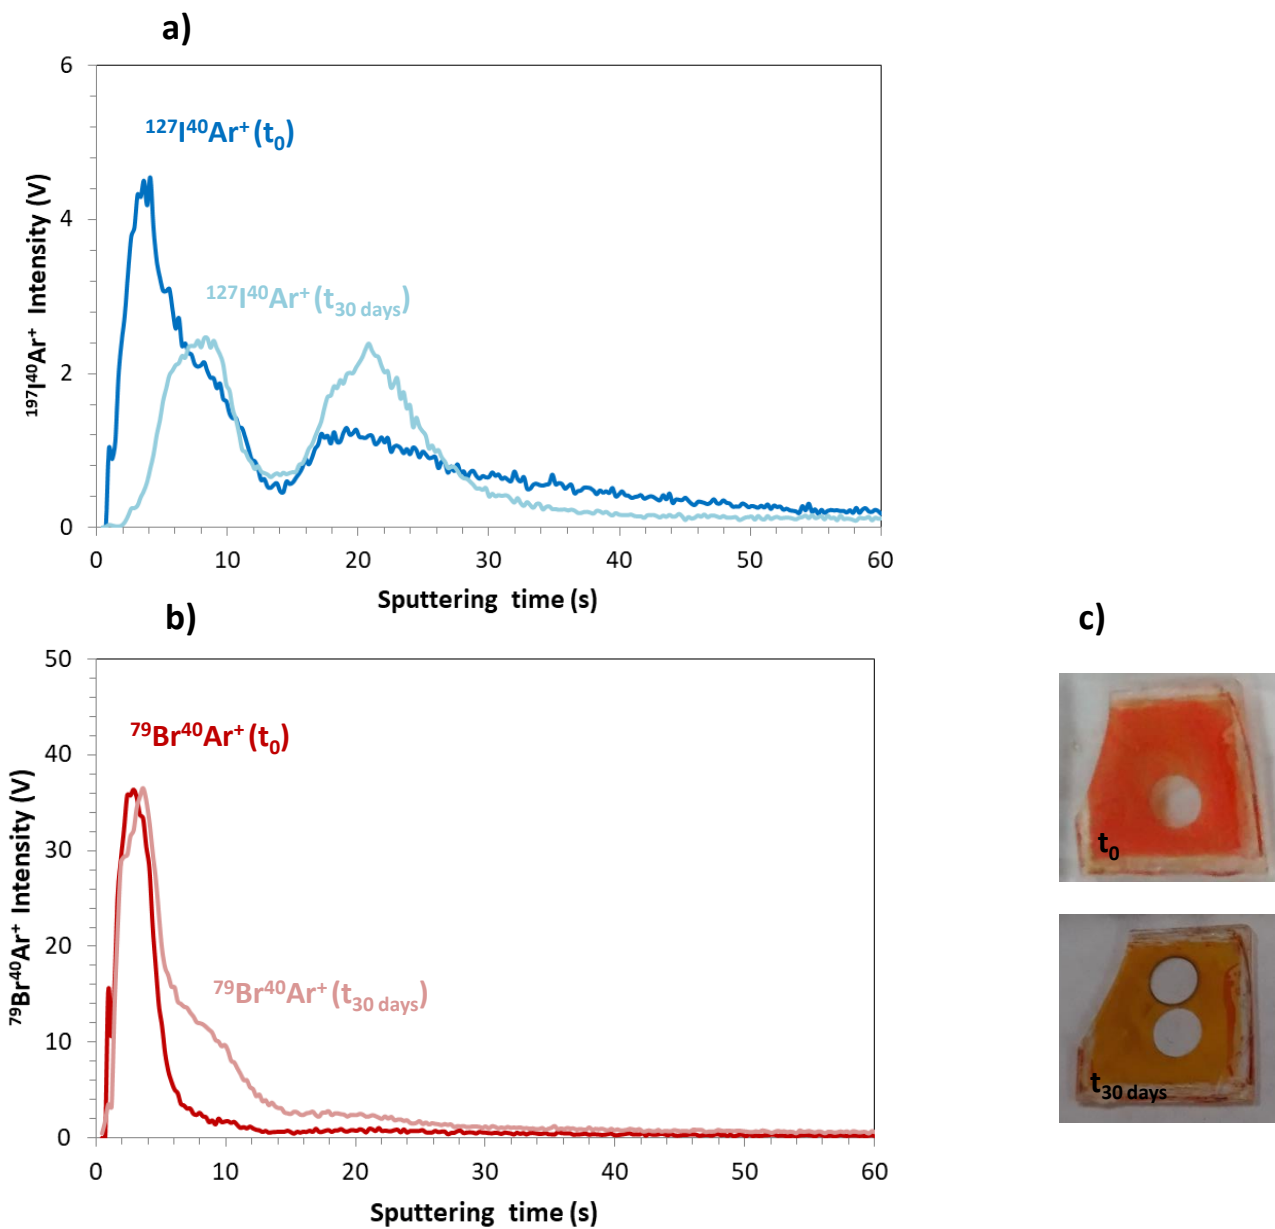 a)
6
4
2
0
¹⁹⁷I⁴⁰Ar⁺ Intensity (V)
¹²⁷I⁴⁰Ar⁺ (t₀)
¹²⁷I⁴⁰Ar⁺ (t₃₀ days)
0 10 20 30 40 50 60
Sputtering time (s)
b)
50
40
30
20
10
0
⁷⁹Br⁴⁰Ar⁺ Intensity (V)
⁷⁹Br⁴⁰Ar⁺ (t₀)
⁷⁹Br⁴⁰Ar⁺ (t₃₀ days)
0 10 20 30 40 50 60
Sputtering time (s)
c)
t₀
t₃₀ days